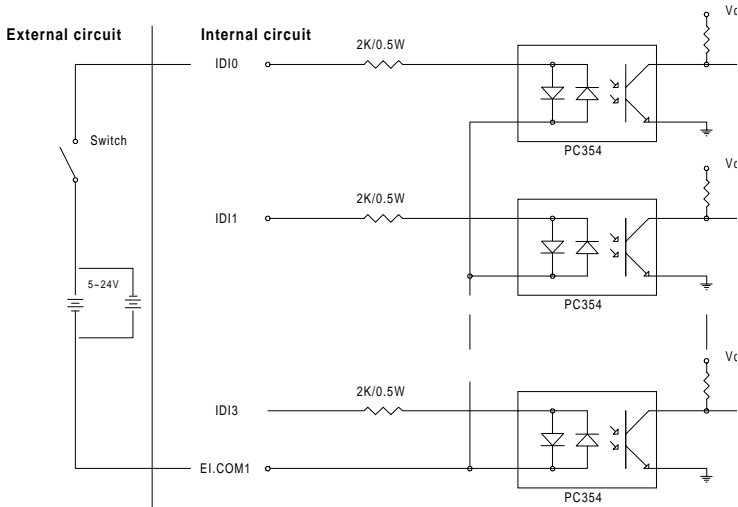 External circuit
Internal circuit
IDI0
2K/0.5W
Switch
PC354
IDI1
2K/0.5W
5~24V
PC354
IDI3
2K/0.5W
EI.COM1
PC354